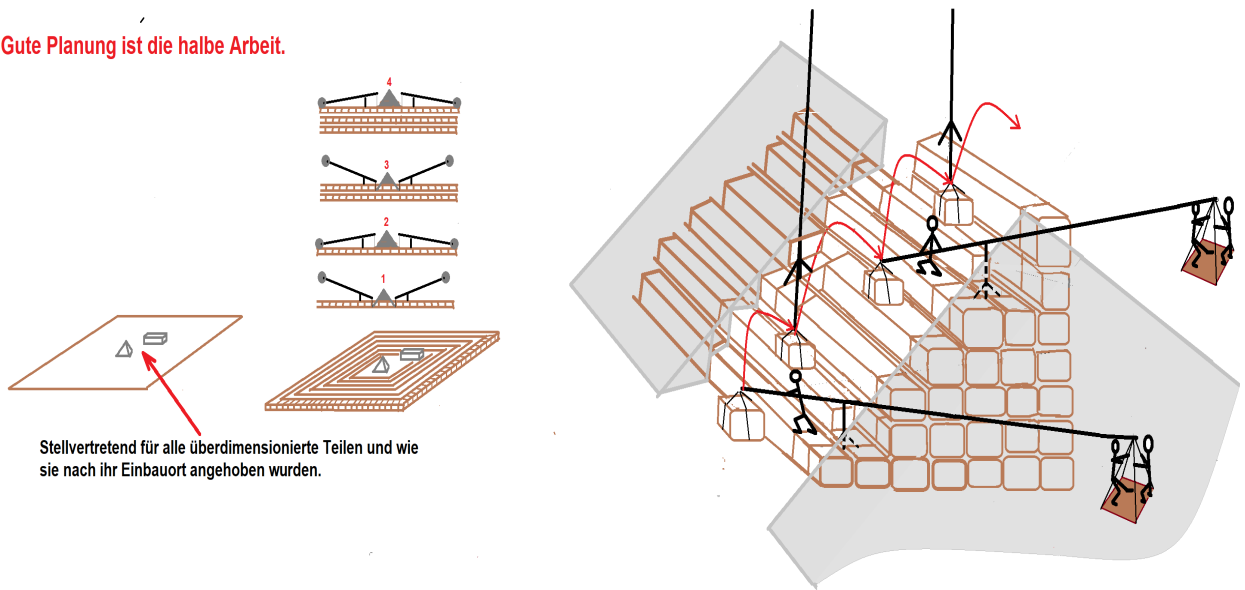 Gute Planung ist die halbe Arbeit.
4
3
2
1
Stellvertretend für alle überdimensionierte Teilen und wie
sie nach ihr Einbauort angehoben wurden.